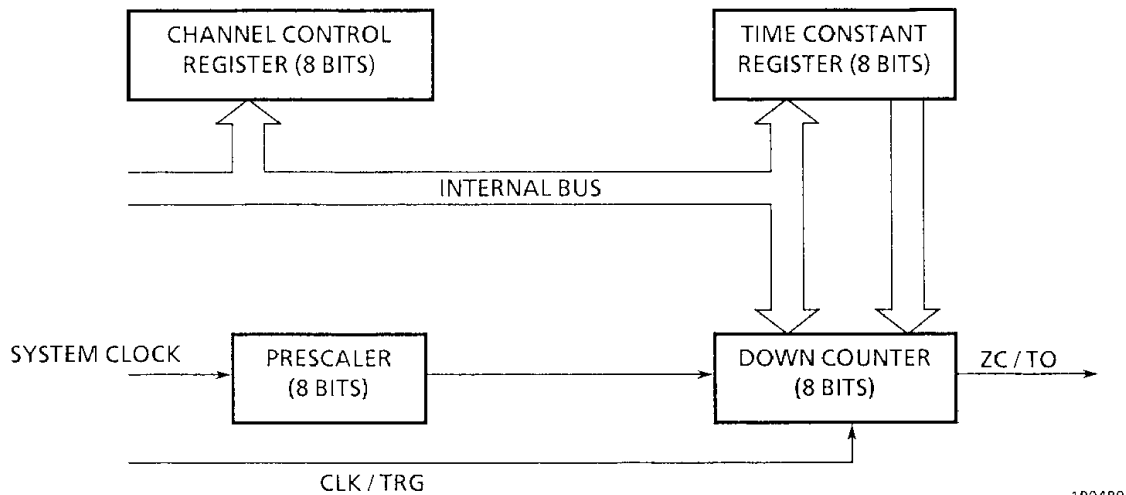 CHANNEL CONTROL
REGISTER (8 BITS)
TIME CONSTANT
REGISTER (8 BITS)
INTERNAL BUS
SYSTEM CLOCK
PRESCALER
(8 BITS)
DOWN COUNTER
(8 BITS)
ZC / TO
CLK / TRG